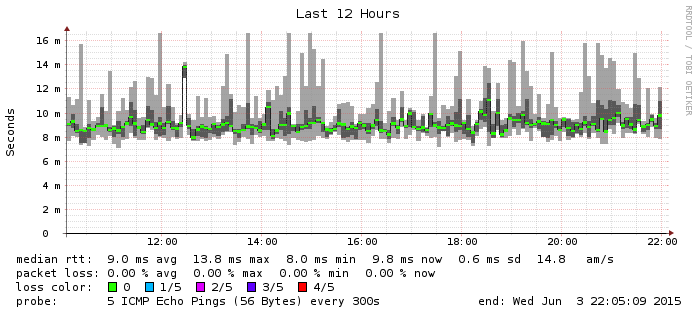 Last 12 Hours
RRDTOOL / TOBI OETIKER
Seconds
16 m
14 m
12 m
10 m
8 m
6 m
4 m
2 m
0
12:00 14:00 16:00 18:00 20:00 22:00
median rtt: 9.0 ms avg 13.8 ms max 8.0 ms min 9.8 ms now 0.6 ms sd 14.8 am/s
packet loss: 0.00 % avg 0.00 % max 0.00 % min 0.00 % now
loss color: 0 1/5 2/5 3/5 4/5
probe: 5 ICMP Echo Pings (56 Bytes) every 300s end: Wed Jun 3 22:05:09 2015